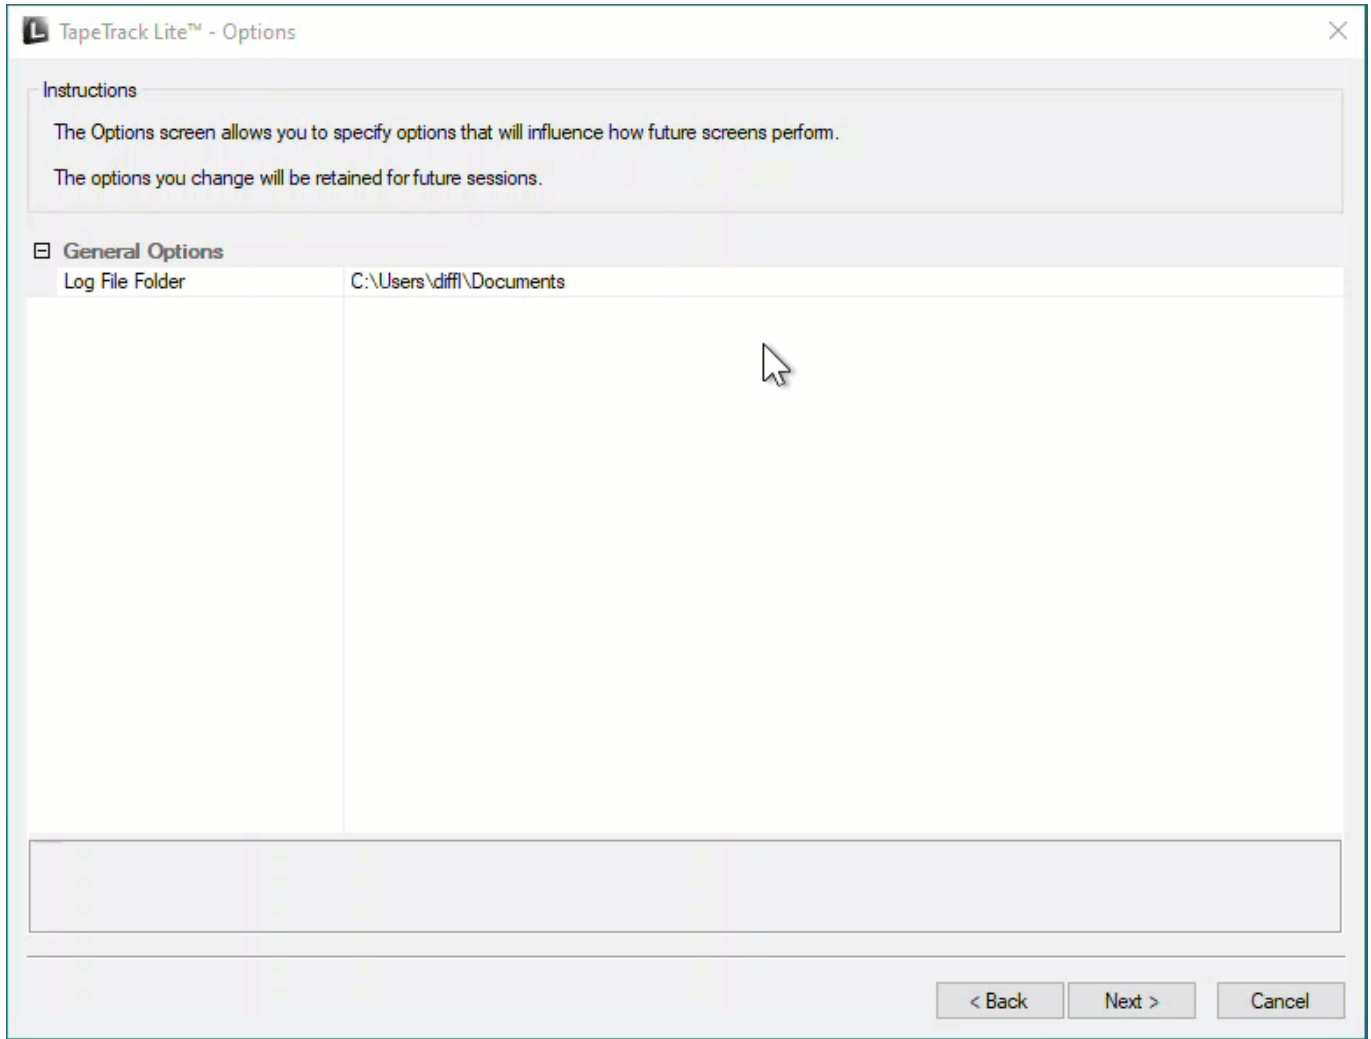 TapeTrack Lite™ - Options
Instructions
The Options screen allows you to specify options that will influence how future screens perform.
The options you change will be retained for future sessions.
General Options
Log File Folder C:\Users\diffl\Documents
< Back Next > Cancel